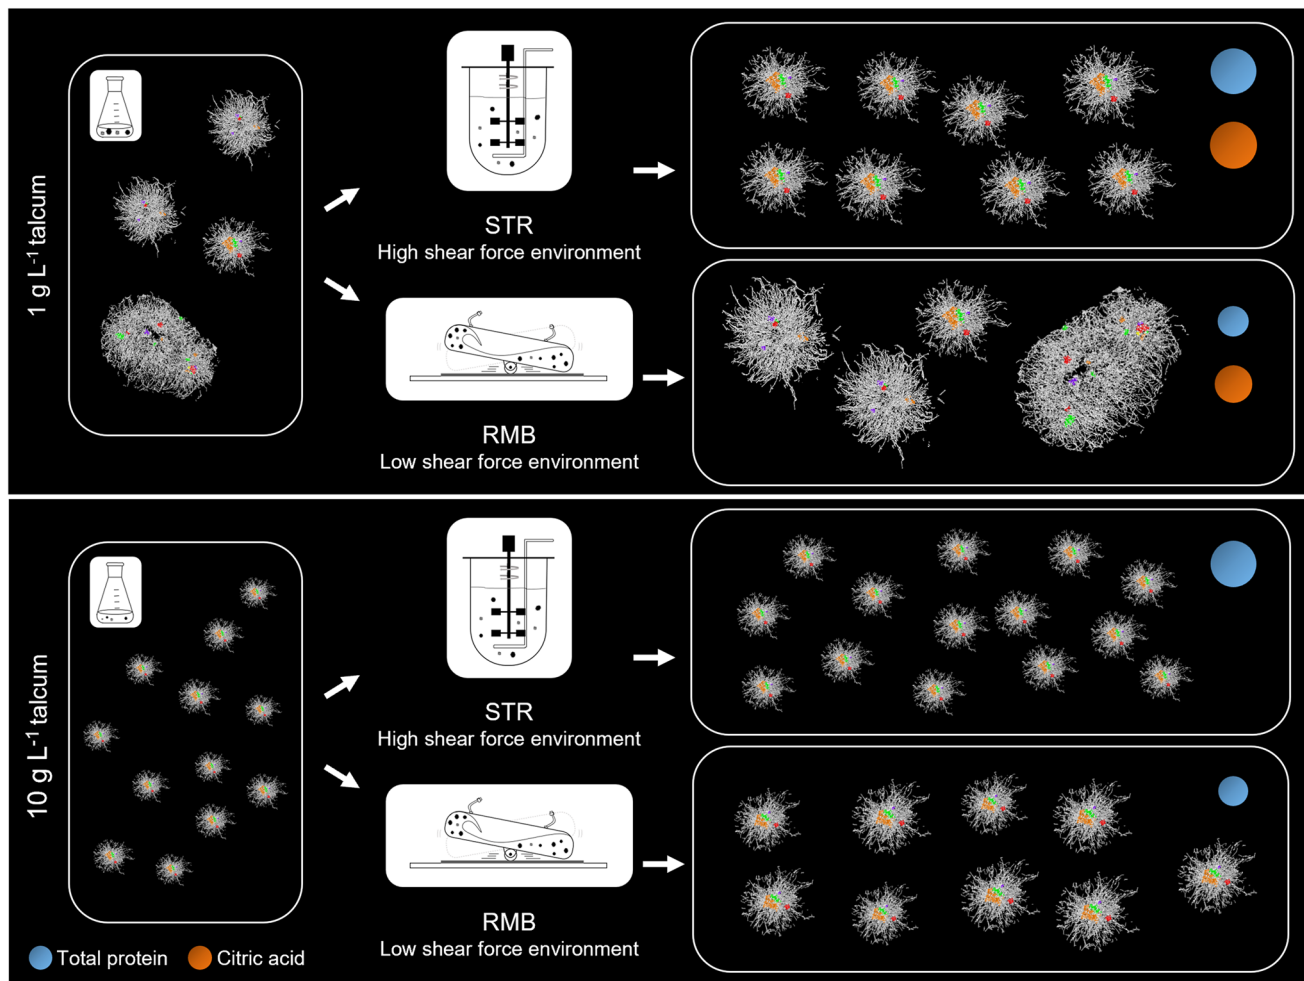 1 g L⁻¹ talcum
STR
High shear force environment
RMB
Low shear force environment
10 g L⁻¹ talcum
STR
High shear force environment
RMB
Low shear force environment
Total protein
Citric acid